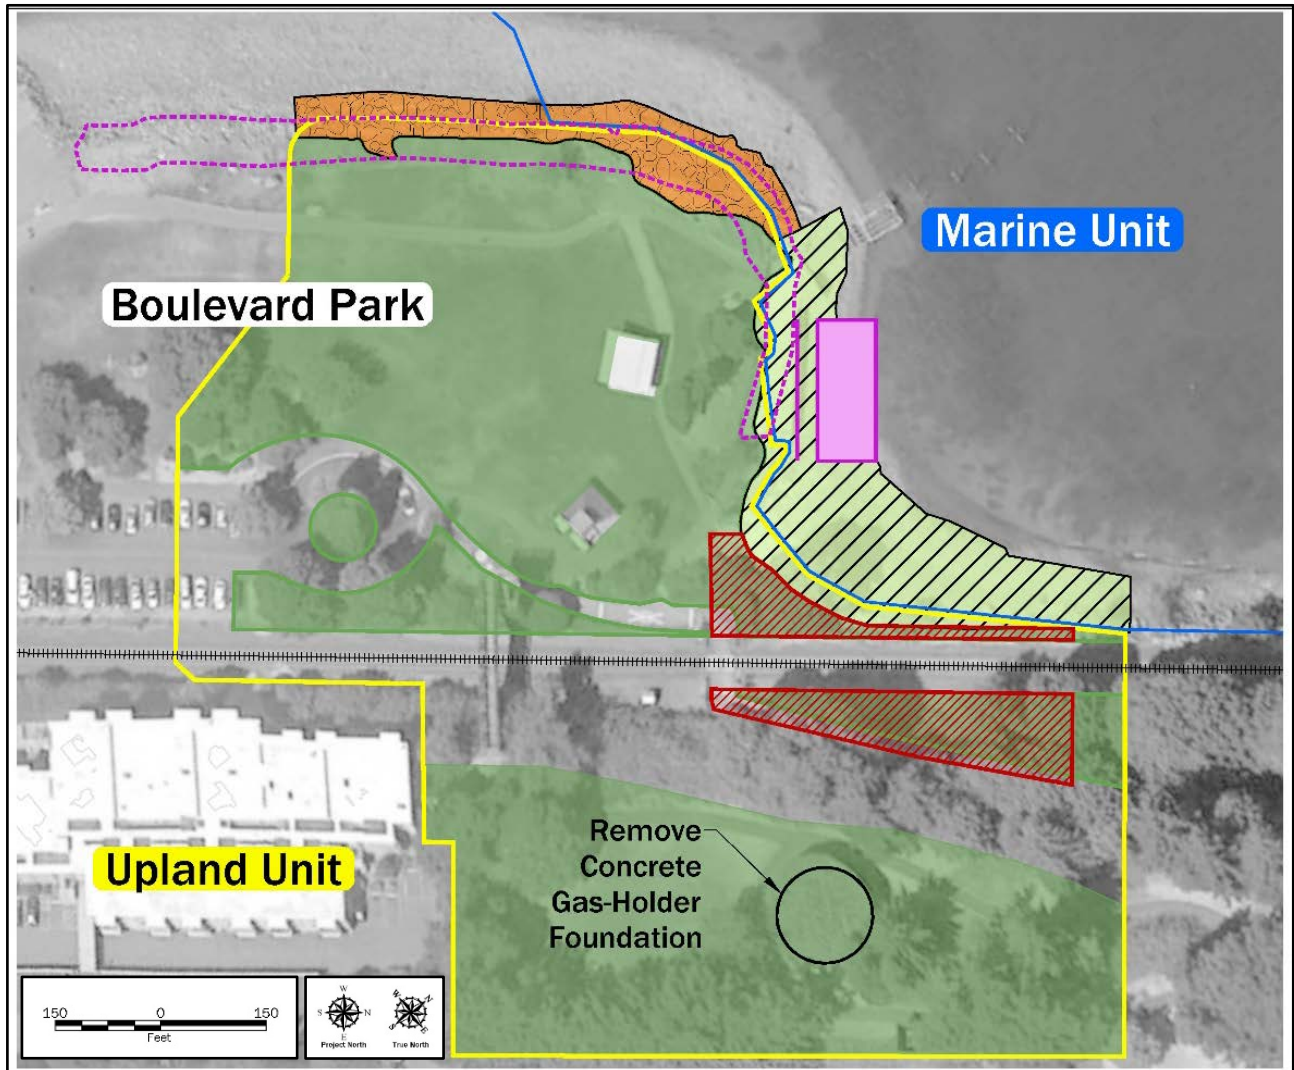 Marine Unit
Boulevard Park
Remove
Concrete
Gas-Holder
Foundation
Upland Unit
150 0 150
Feet
W
S N
E
Project North
W N
S E
True North